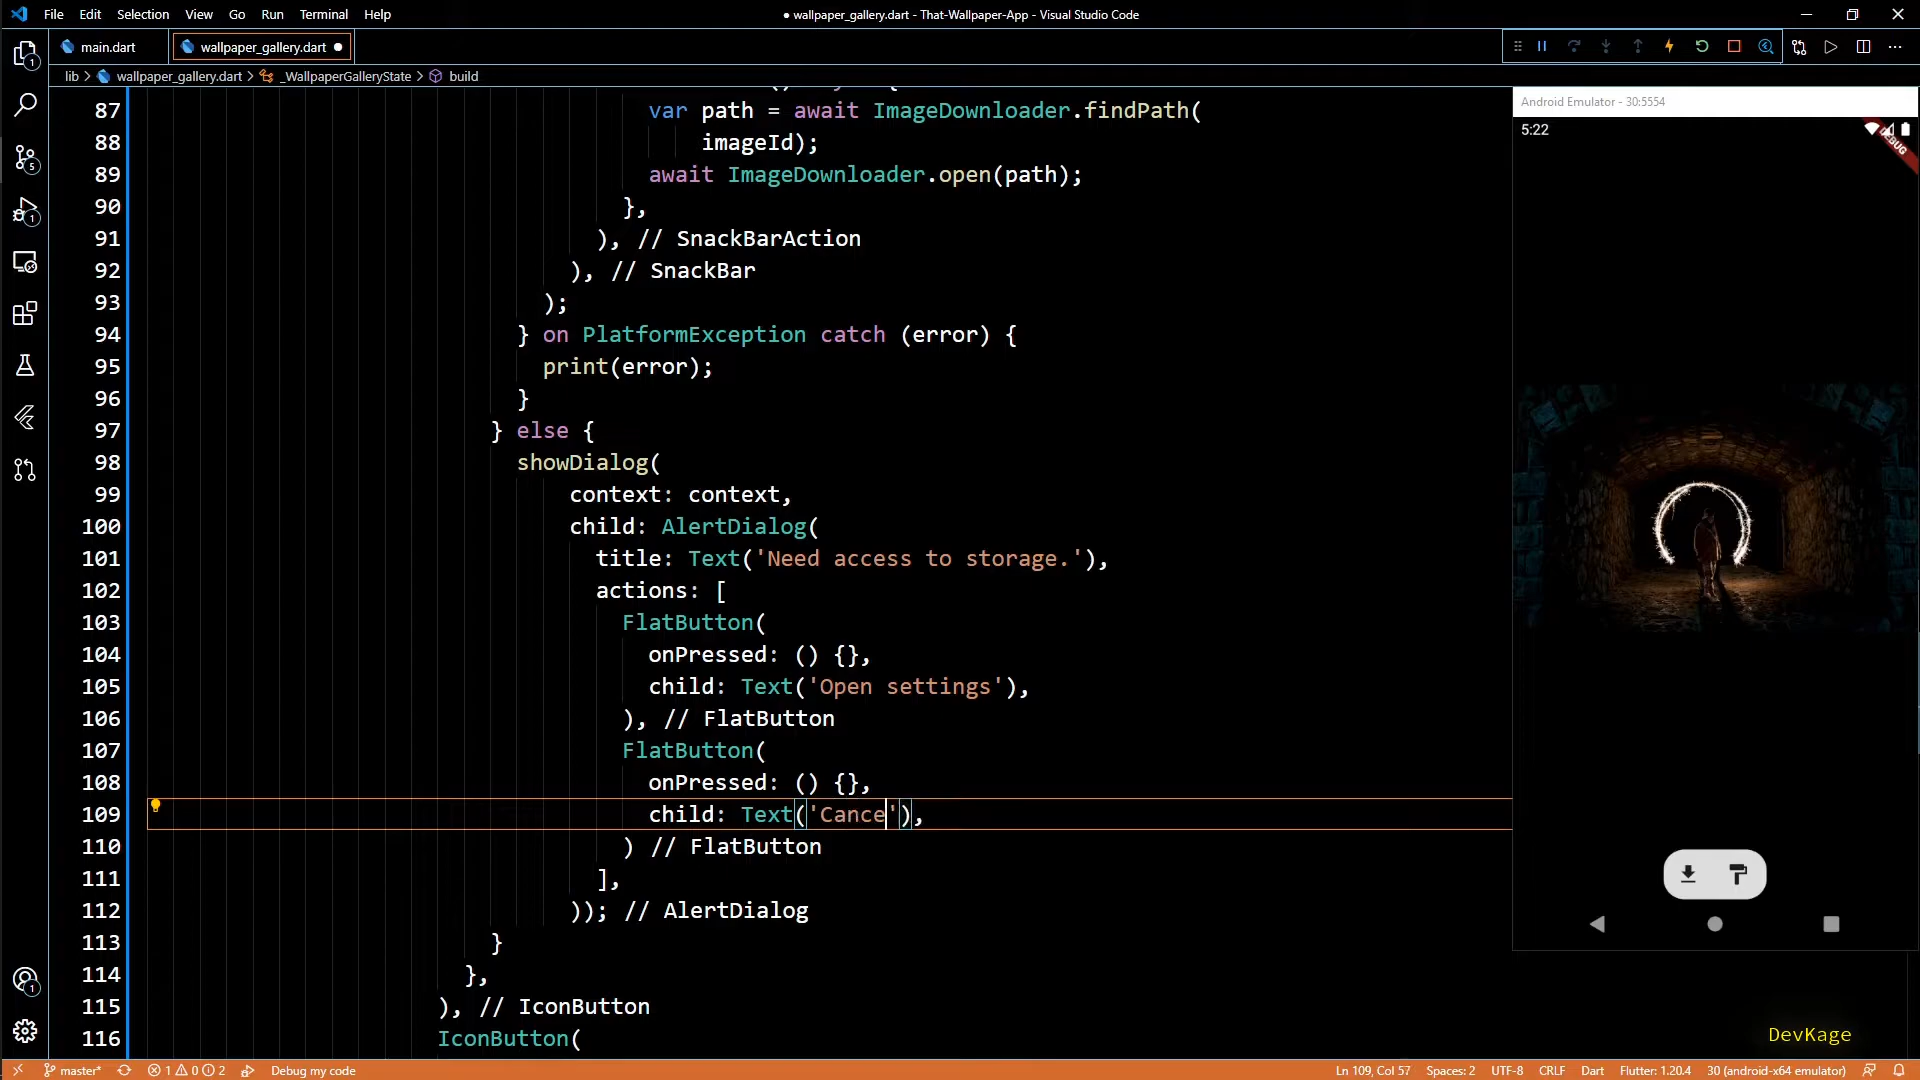 File Edit Selection View Go Run Terminal Help
● wallpaper_gallery.dart - That-Wallpaper-App - Visual Studio Code
main.dart
wallpaper_gallery.dart ●
lib > wallpaper_gallery.dart > _WallpaperGalleryState > build
87 var path = await ImageDownloader.findPath(
88 imageId);
89 await ImageDownloader.open(path);
90 },
91 ), // SnackBarAction
92 ), // SnackBar
93 );
94 } on PlatformException catch (error) {
95 print(error);
96 }
97 } else {
98 showDialog(
99 context: context,
100 child: AlertDialog(
101 title: Text('Need access to storage.'),
102 actions: [
103 FlatButton(
104 onPressed: () {},
105 child: Text('Open settings'),
106 ), // FlatButton
107 FlatButton(
108 onPressed: () {},
109 child: Text('Cance'),
110 ) // FlatButton
111 ],
112 )); // AlertDialog
113 }
114 },
115 ), // IconButton
116 IconButton(
Android Emulator - 30:5554
5:22
DEBUG
DevKage
1
5
1
1
master* 1 0 2 Debug my code
Ln 109, Col 57 Spaces: 2 UTF-8 CRLF Dart Flutter: 1.20.4 30 (android-x64 emulator)